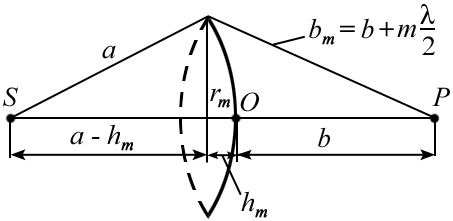 a
b_m = b + m λ/2
S
r_m
O
P
a - h_m
b
h_m